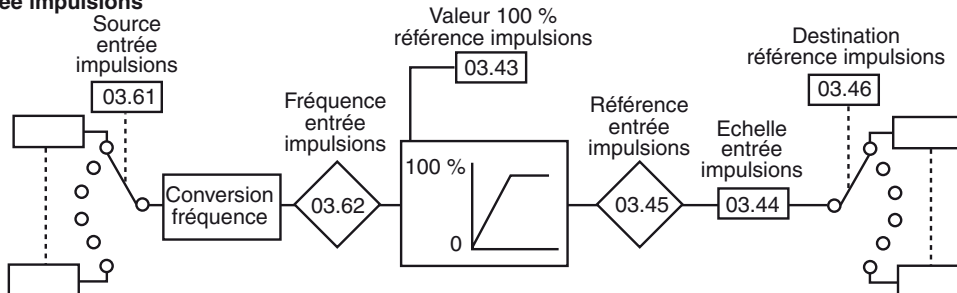 ée impulsions
Source
entrée
impulsions
03.61
Conversion
fréquence
Fréquence
entrée
impulsions
03.62
Valeur 100 %
référence impulsions
03.43
100 %
0
Référence
entrée
impulsions
03.45
Echelle
entrée
impulsions
03.44
Destination
référence impulsions
03.46